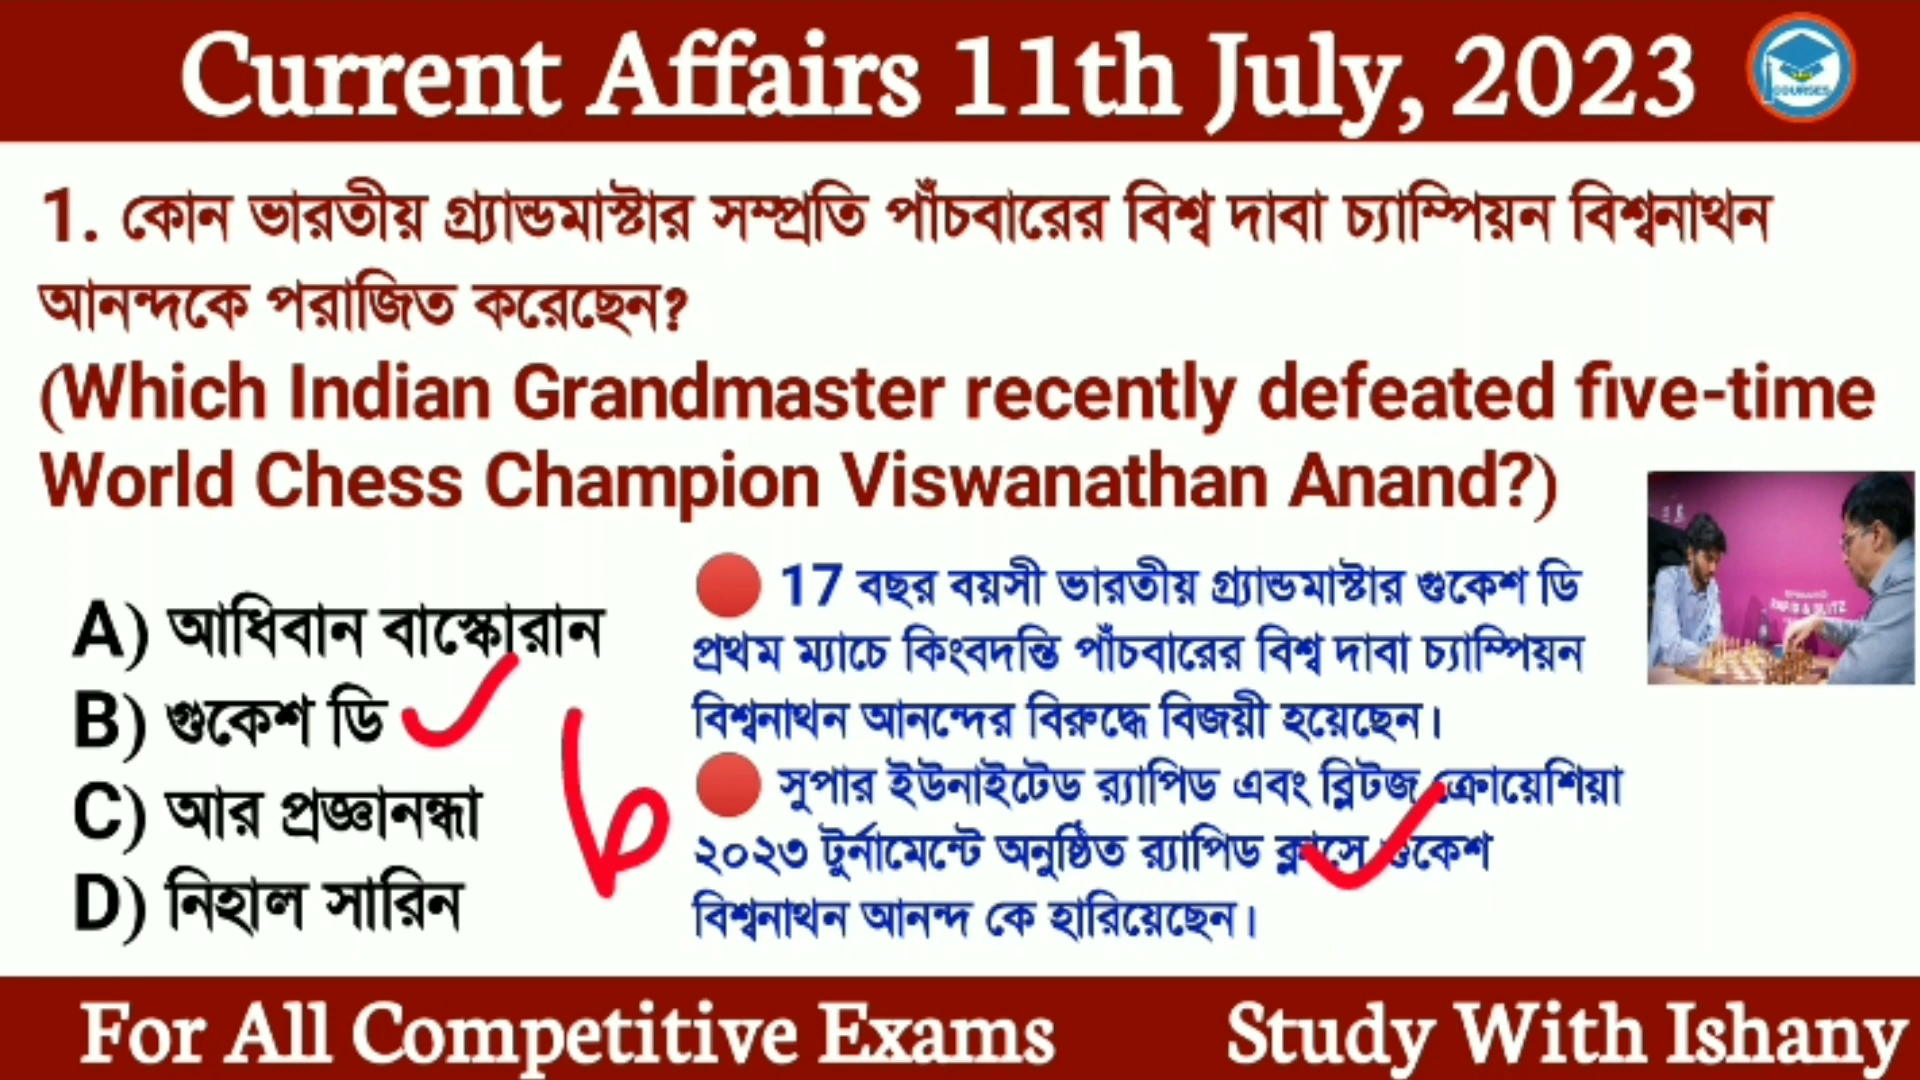 Current Affairs 11th July, 2023
COURSES
1. কোন ভারতীয় গ্র্যান্ডমাস্টার সম্প্রতি পাঁচবারের বিশ্ব দাবা চ্যাম্পিয়ন বিশ্বনাথন
আনন্দকে পরাজিত করেছেন?
(Which Indian Grandmaster recently defeated five-time
World Chess Champion Viswanathan Anand?)
A) আধিবান বাস্কোরান
B) গুকেশ ডি
C) আর প্রজ্ঞানন্ধা
D) নিহাল সারিন
17 বছর বয়সী ভারতীয় গ্র্যান্ডমাস্টার গুকেশ ডি
প্রথম ম্যাচে কিংবদন্তি পাঁচবারের বিশ্ব দাবা চ্যাম্পিয়ন
বিশ্বনাথন আনন্দের বিরুদ্ধে বিজয়ী হয়েছেন।
সুপার ইউনাইটেড র‍্যাপিড এবং ব্লিটজ ক্রোয়েশিয়া
২০২৩ টুর্নামেন্টে অনুষ্ঠিত র‍্যাপিড ক্লাসে গুকেশ
বিশ্বনাথন আনন্দ কে হারিয়েছেন।
For All Competitive Exams
Study With Ishany